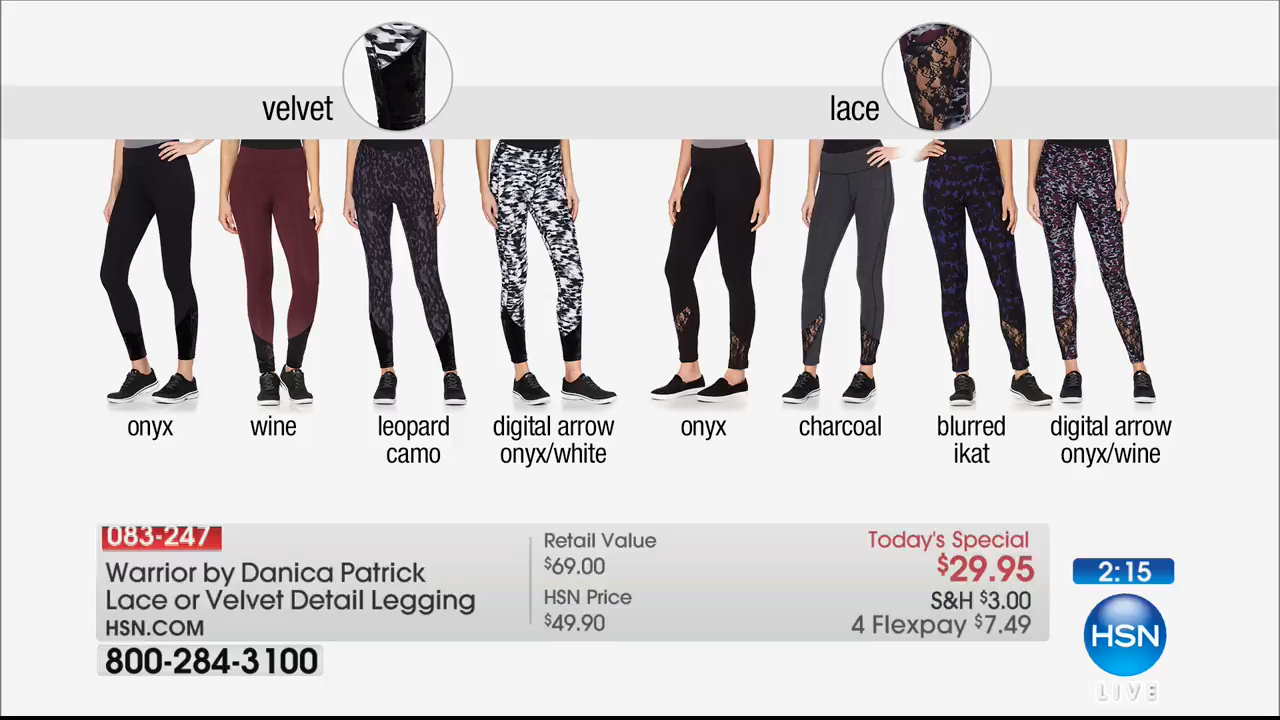 velvet
lace
onyx
wine
leopard
camo
digital arrow
onyx/white
onyx
charcoal
blurred
ikat
digital arrow
onyx/wine
083-247
Warrior by Danica Patrick
Lace or Velvet Detail Legging
HSN.COM
800-284-3100
Retail Value
$69.00
HSN Price
$49.90
Today's Special
$29.95
S&H $3.00
4 Flexpay $7.49
2:15
HSN
LIVE